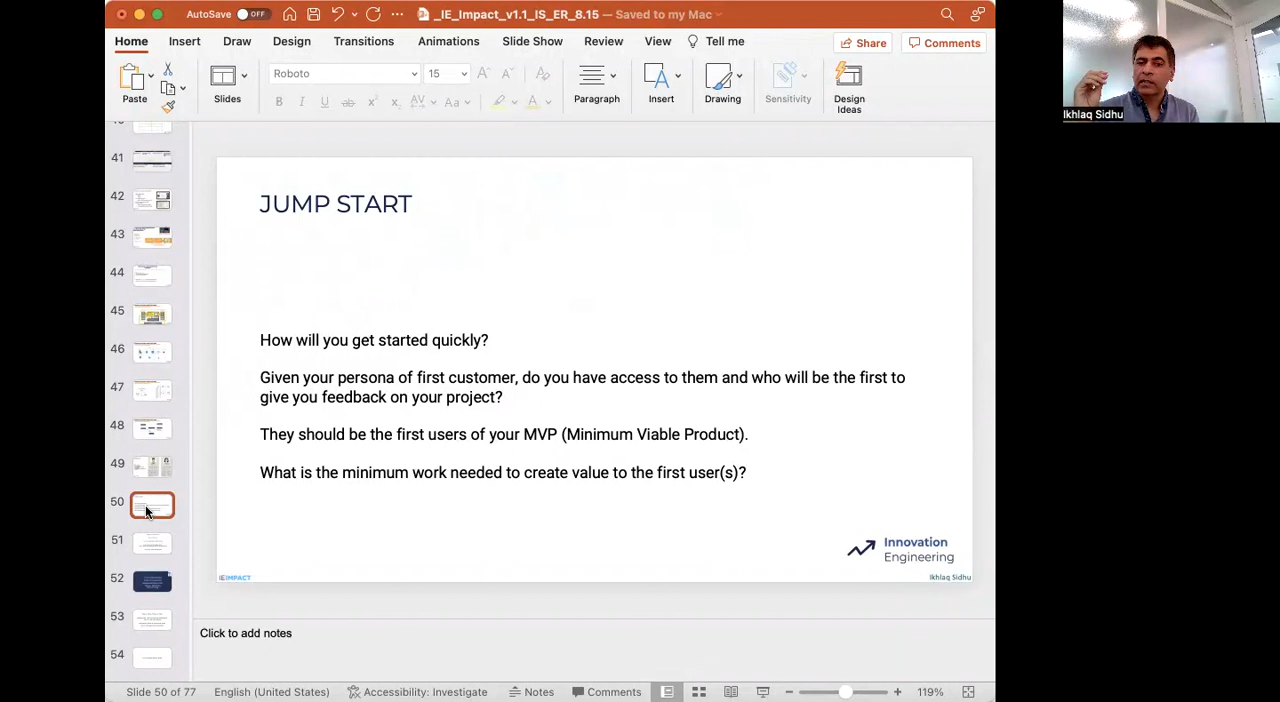 AutoSave OFF _IE_Impact_v1.1_IS_ER_8.15 — Saved to my Mac
Home Insert Draw Design Transitions Animations Slide Show Review View Tell me Share Comments
Roboto 15
Paste Slides Paragraph Insert Drawing Sensitivity Design
Ideas
B I U ab x² x₂ AV Aa A
Ikhlaq Sidhu
41
42
43
44
45
46
47
48
49
50
51
52
53
54
JUMP START
How will you get started quickly?
Given your persona of first customer, do you have access to them and who will be the first to
give you feedback on your project?
They should be the first users of your MVP (Minimum Viable Product).
What is the minimum work needed to create value to the first user(s)?
Innovation
Engineering
IEIMPACT
Ikhlaq Sidhu
Click to add notes
Slide 50 of 77 English (United States) Accessibility: Investigate Notes Comments 119%